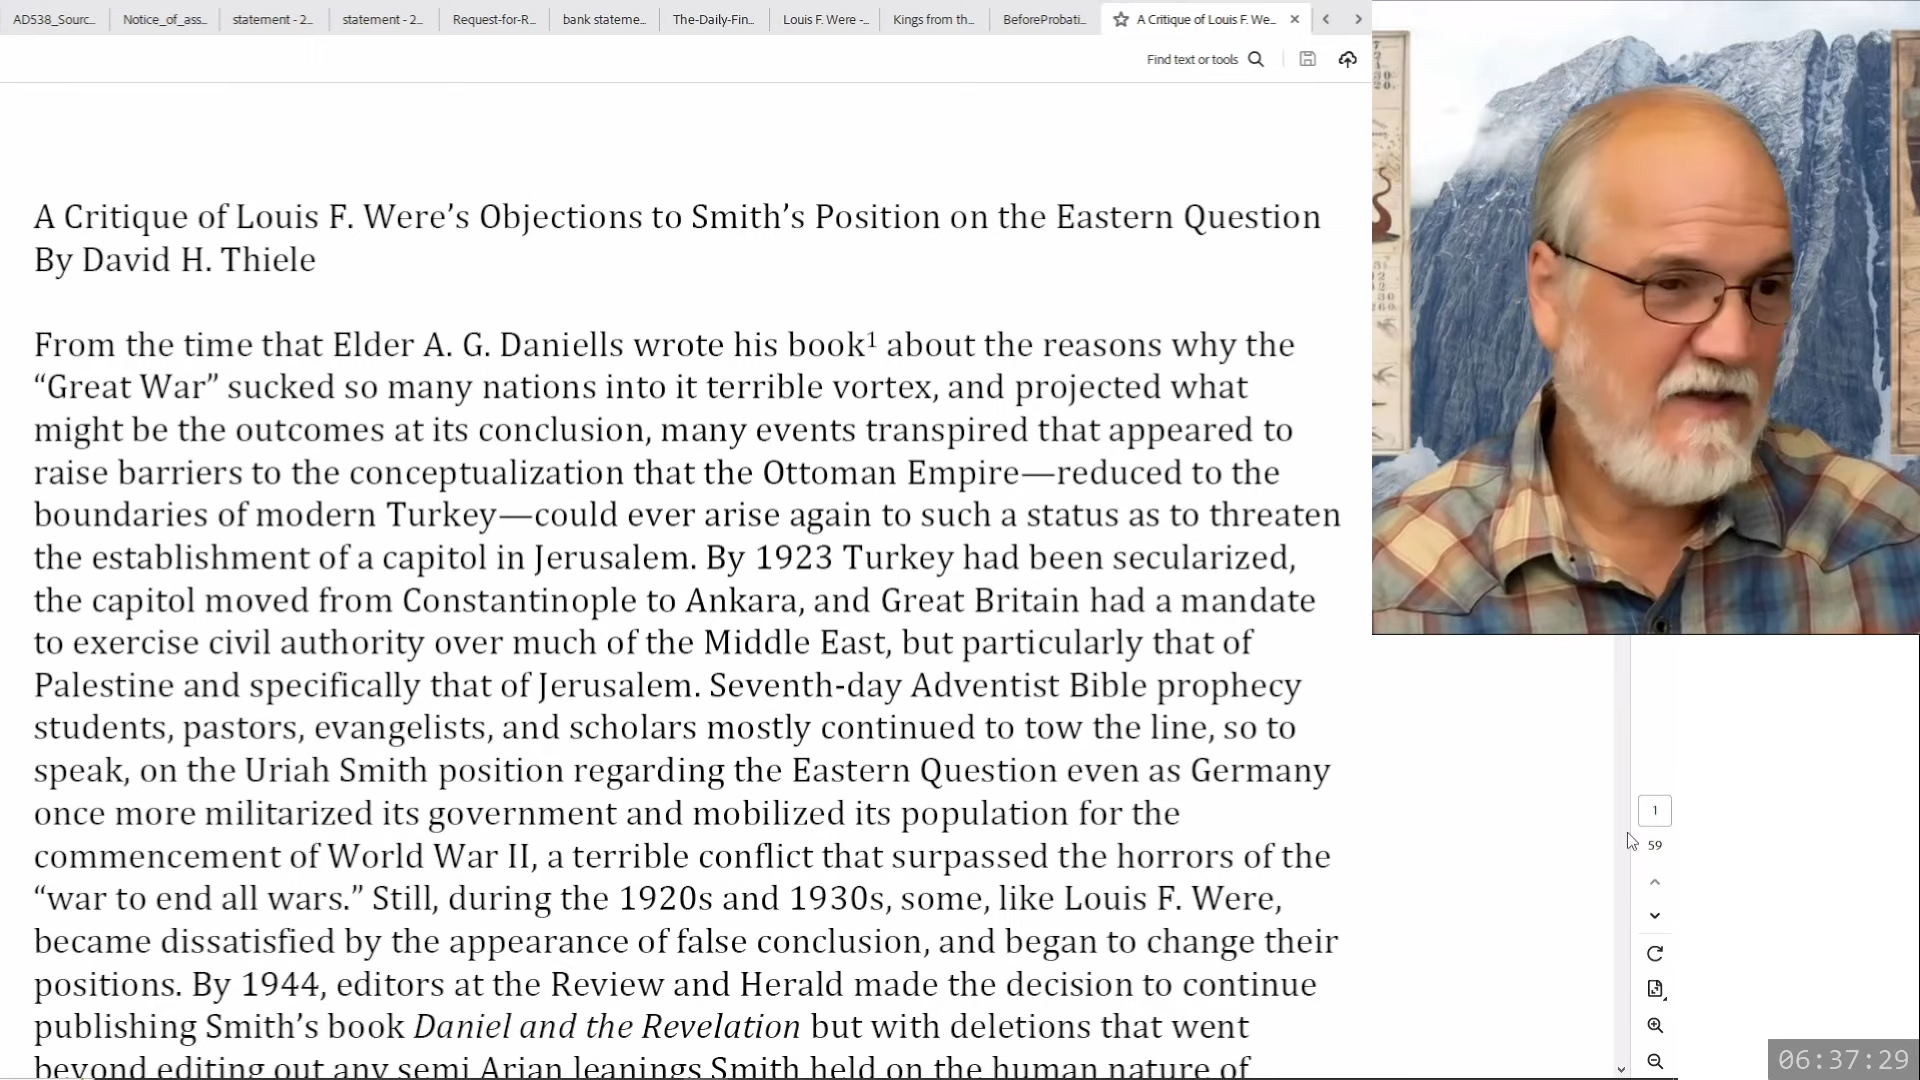 AD538_Sourc...
Notice_of_ass...
statement - 2...
statement - 2...
Request-for-R...
bank stateme...
The-Daily-Fin...
Louis F. Were -...
Kings from th...
BeforeProbati...
A Critique of Louis F. We...
Find text or tools
A Critique of Louis F. Were’s Objections to Smith’s Position on the Eastern Question
By David H. Thiele
From the time that Elder A. G. Daniells wrote his book¹ about the reasons why the
“Great War” sucked so many nations into it terrible vortex, and projected what
might be the outcomes at its conclusion, many events transpired that appeared to
raise barriers to the conceptualization that the Ottoman Empire—reduced to the
boundaries of modern Turkey—could ever arise again to such a status as to threaten
the establishment of a capitol in Jerusalem. By 1923 Turkey had been secularized,
the capitol moved from Constantinople to Ankara, and Great Britain had a mandate
to exercise civil authority over much of the Middle East, but particularly that of
Palestine and specifically that of Jerusalem. Seventh-day Adventist Bible prophecy
students, pastors, evangelists, and scholars mostly continued to tow the line, so to
speak, on the Uriah Smith position regarding the Eastern Question even as Germany
once more militarized its government and mobilized its population for the
commencement of World War II, a terrible conflict that surpassed the horrors of the
“war to end all wars.” Still, during the 1920s and 1930s, some, like Louis F. Were,
became dissatisfied by the appearance of false conclusion, and began to change their
positions. By 1944, editors at the Review and Herald made the decision to continue
publishing Smith’s book Daniel and the Revelation but with deletions that went
beyond editing out any semi Arian leanings Smith held on the human nature of
1
59
06:37:29